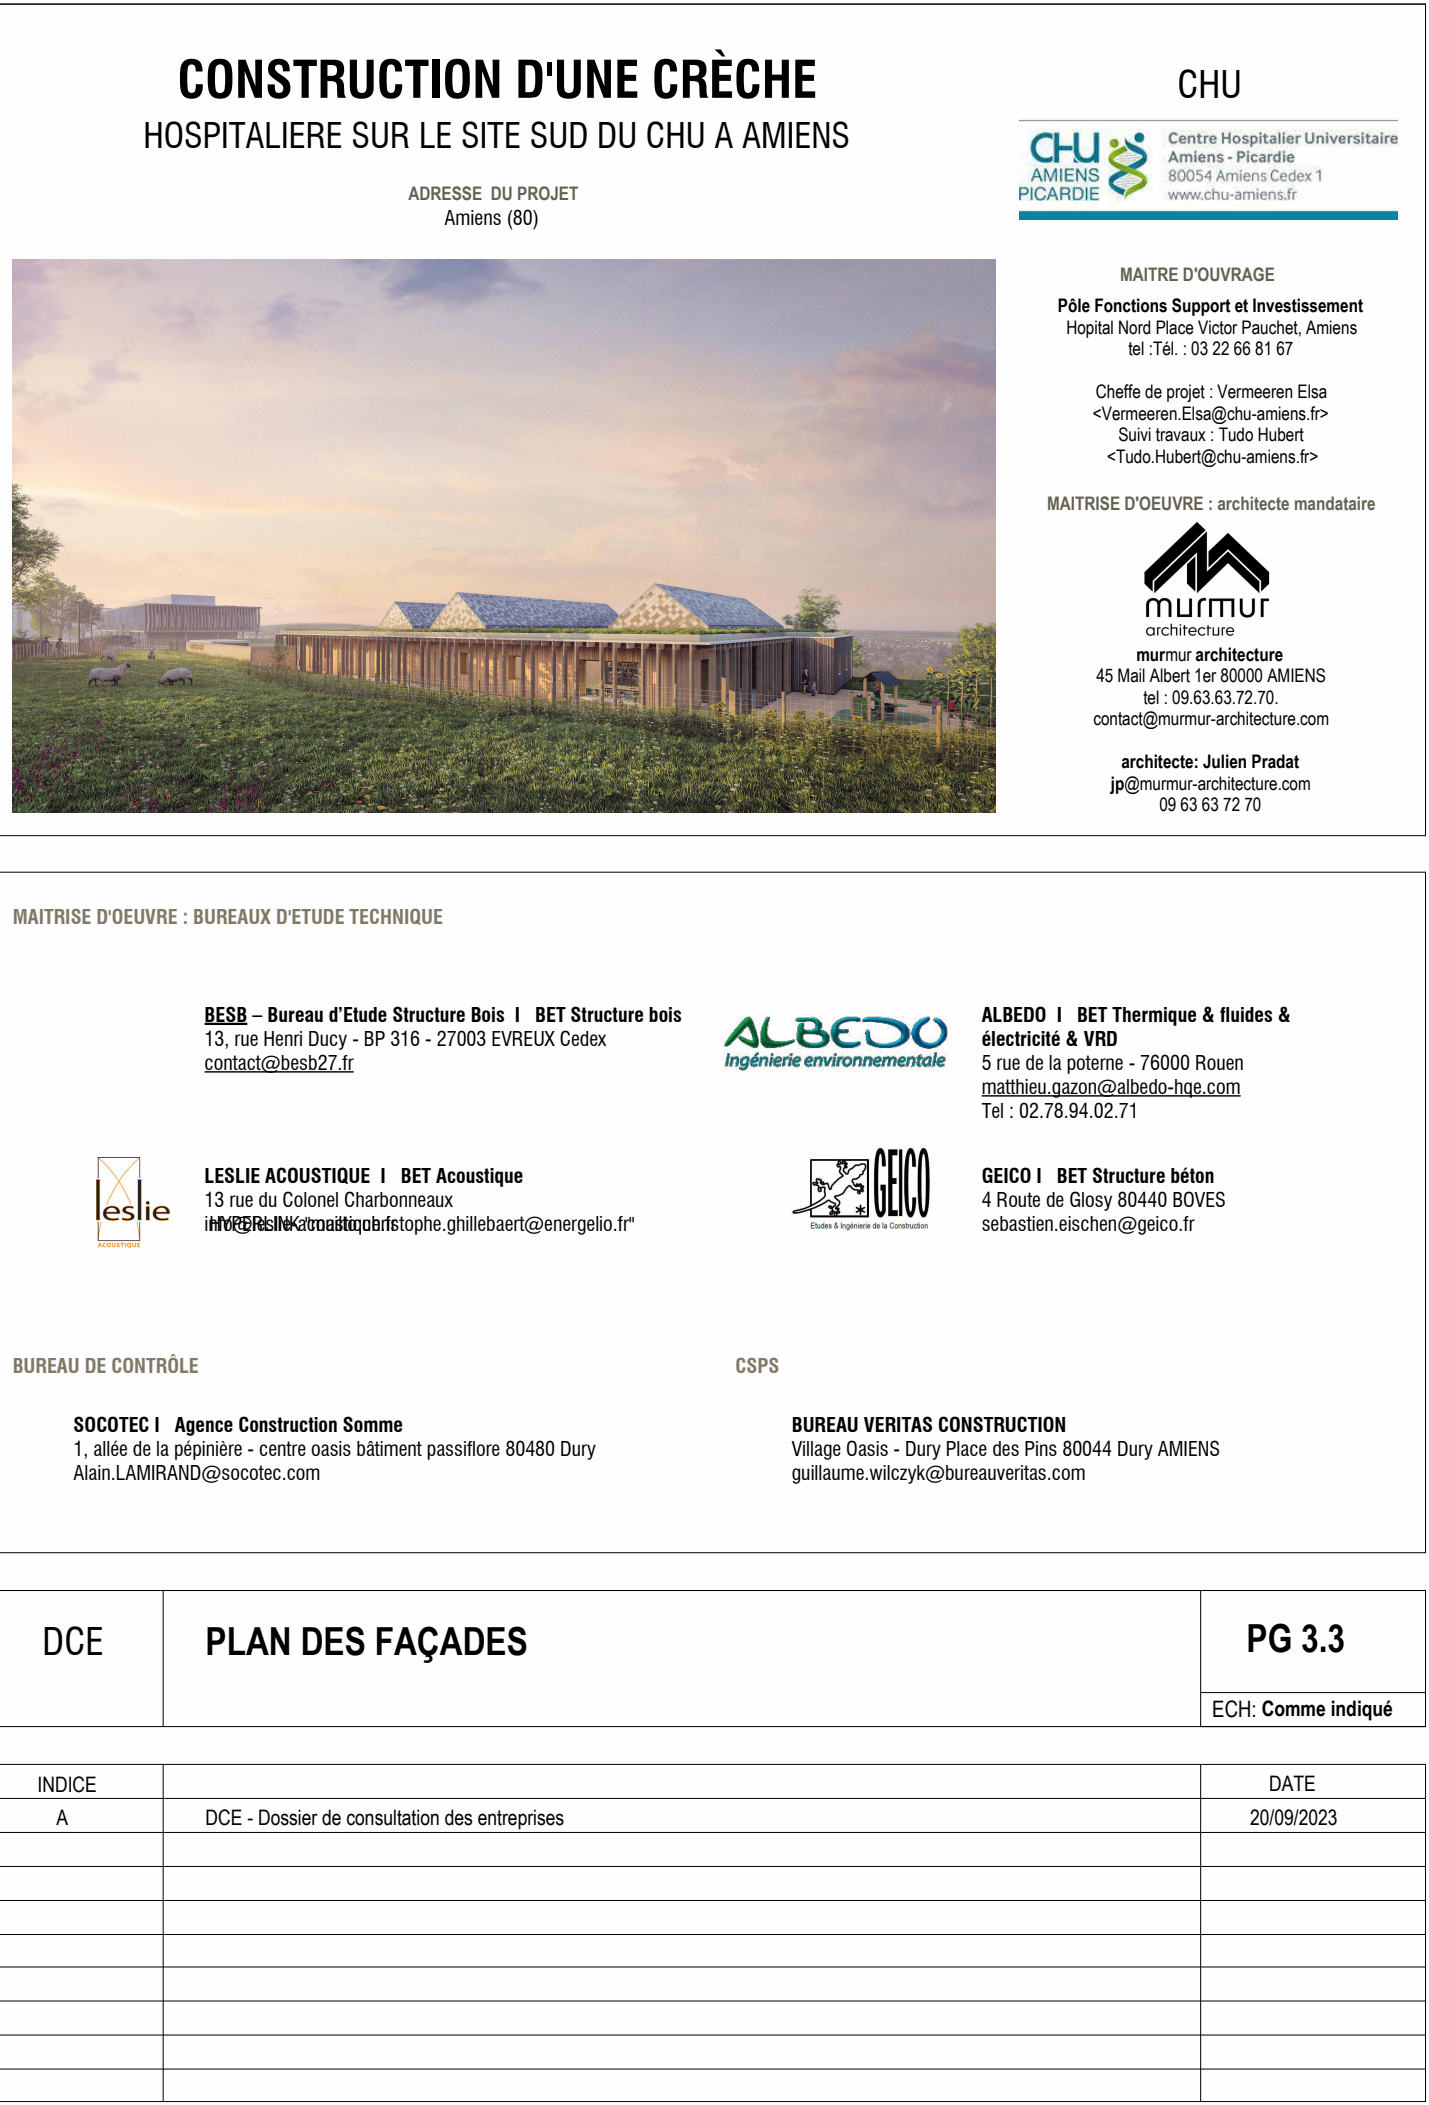 CONSTRUCTION D'UNE CRÈCHE
HOSPITALIERE SUR LE SITE SUD DU CHU A AMIENS
ADRESSE DU PROJET
Amiens (80)
CHU
CHU
AMIENS
PICARDIE
Centre Hospitalier Universitaire
Amiens - Picardie
80054 Amiens Cedex 1
www.chu-amiens.fr
MAITRE D'OUVRAGE
Pôle Fonctions Support et Investissement
Hopital Nord Place Victor Pauchet, Amiens
tel :Tél. : 03 22 66 81 67
Cheffe de projet : Vermeeren Elsa
<Vermeeren.Elsa@chu-amiens.fr>
Suivi travaux : Tudo Hubert
<Tudo.Hubert@chu-amiens.fr>
MAITRISE D'OEUVRE : architecte mandataire
murmur
architecture
murmur architecture
45 Mail Albert 1er 80000 AMIENS
tel : 09.63.63.72.70.
contact@murmur-architecture.com
architecte: Julien Pradat
jp@murmur-architecture.com
09 63 63 72 70
MAITRISE D'OEUVRE : BUREAUX D'ETUDE TECHNIQUE
BESB – Bureau d’Etude Structure Bois I BET Structure bois
13, rue Henri Ducy - BP 316 - 27003 EVREUX Cedex
contact@besb27.fr
ALBEDO
Ingénierie environnementale
ALBEDO I BET Thermique & fluides &
électricité & VRD
5 rue de la poterne - 76000 Rouen
matthieu.gazon@albedo-hqe.com
Tel : 02.78.94.02.71
leslie
ACOUSTIQUE
LESLIE ACOUSTIQUE I BET Acoustique
13 rue du Colonel Charbonneaux
GEICO
Etudes & Ingénierie de la Construction
GEICO I BET Structure béton
4 Route de Glosy 80440 BOVES
sebastien.eischen@geico.fr
BUREAU DE CONTRÔLE
SOCOTEC I Agence Construction Somme
1, allée de la pépinière - centre oasis bâtiment passiflore 80480 Dury
Alain.LAMIRAND@socotec.com
CSPS
BUREAU VERITAS CONSTRUCTION
Village Oasis - Dury Place des Pins 80044 Dury AMIENS
guillaume.wilczyk@bureauveritas.com
DCE
PLAN DES FAÇADES
PG 3.3
ECH: Comme indiqué
INDICE DATE
A DCE - Dossier de consultation des entreprises 20/09/2023